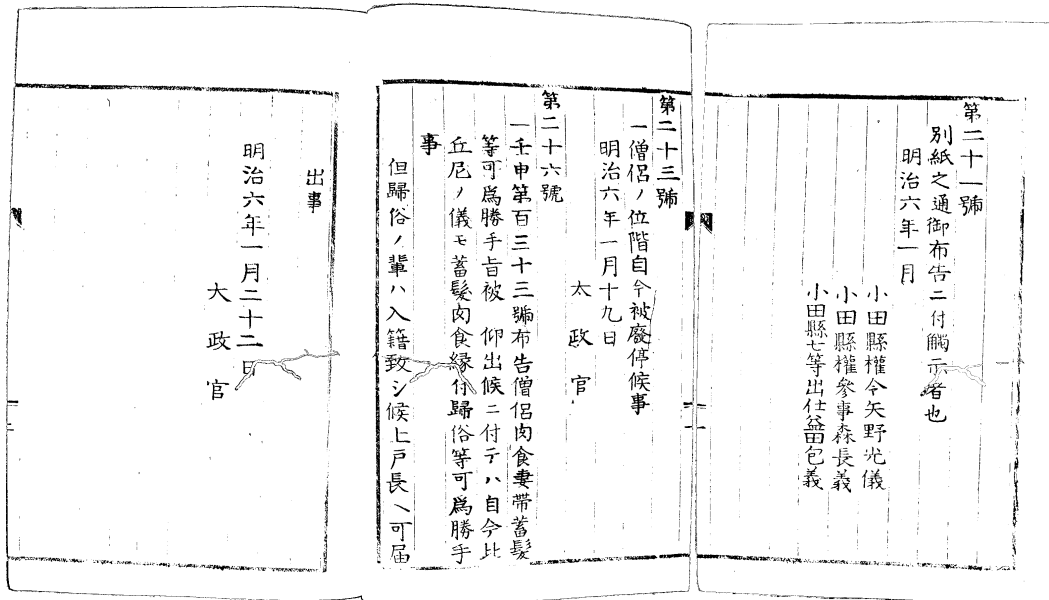 第二十一號
別紙之通御布告ニ付觸示者也
明治六年一月
小田縣權令矢野光儀
小田縣權參事森長義
小田縣七等出仕益田包義
第二十三號
一僧侶ノ位階自今被廢停候事
明治六年一月十九日
太政官
第二十六號
一壬申第百三十三號布告僧侶肉食妻帶蓄髮
等可爲勝手旨被 仰出候ニ付テハ自今比
丘尼ノ儀モ蓄髮肉食縁付歸俗等可爲勝手
事
但歸俗ノ輩ハ入籍致シ候上戸長ヘ可届
出事
明治六年一月二十二日
大政官